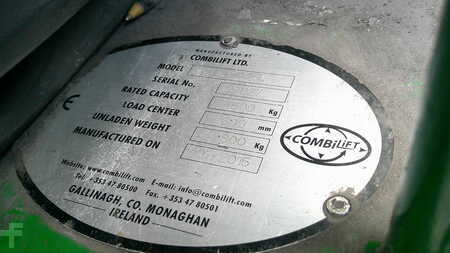 MANUFACTURED BY
COMBILIFT LTD.
MODEL
SERIAL No.
RATED CAPACITY Kg
LOAD CENTER mm
UNLADEN WEIGHT Kg
MANUFACTURED ON
CE
COMBiLiFT
Website: www.combilift.com E-mail: info@combilift.com
Tel: +353 47 80500 Fax. +353 47 80501
GALLINAGH, CO. MONAGHAN
IRELAND